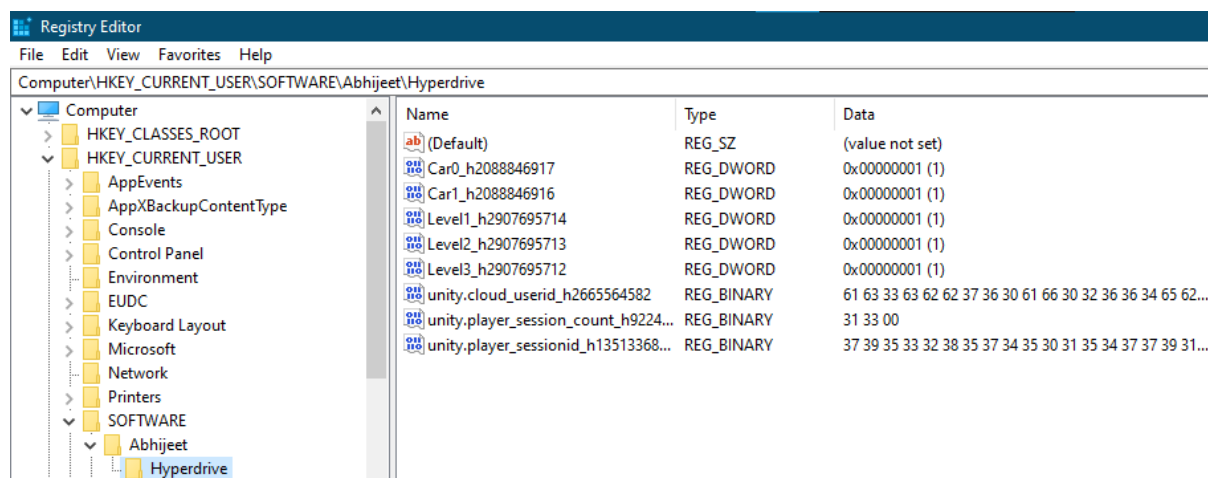 Registry Editor
File Edit View Favorites Help
Computer\HKEY_CURRENT_USER\SOFTWARE\Abhijeet\Hyperdrive
Computer
HKEY_CLASSES_ROOT
HKEY_CURRENT_USER
AppEvents
AppXBackupContentType
Console
Control Panel
Environment
EUDC
Keyboard Layout
Microsoft
Network
Printers
SOFTWARE
Abhijeet
Hyperdrive
Name Type Data
(Default) REG_SZ (value not set)
Car0_h2088846917 REG_DWORD 0x00000001 (1)
Car1_h2088846916 REG_DWORD 0x00000001 (1)
Level1_h2907695714 REG_DWORD 0x00000001 (1)
Level2_h2907695713 REG_DWORD 0x00000001 (1)
Level3_h2907695712 REG_DWORD 0x00000001 (1)
unity.cloud_userid_h2665564582 REG_BINARY 61 63 33 63 62 62 37 36 30 61 66 30 32 36 36 34 65 62...
unity.player_session_count_h9224... REG_BINARY 31 33 00
unity.player_sessionid_h13513368... REG_BINARY 37 39 35 33 32 38 35 37 34 35 30 31 35 34 37 37 39 31...